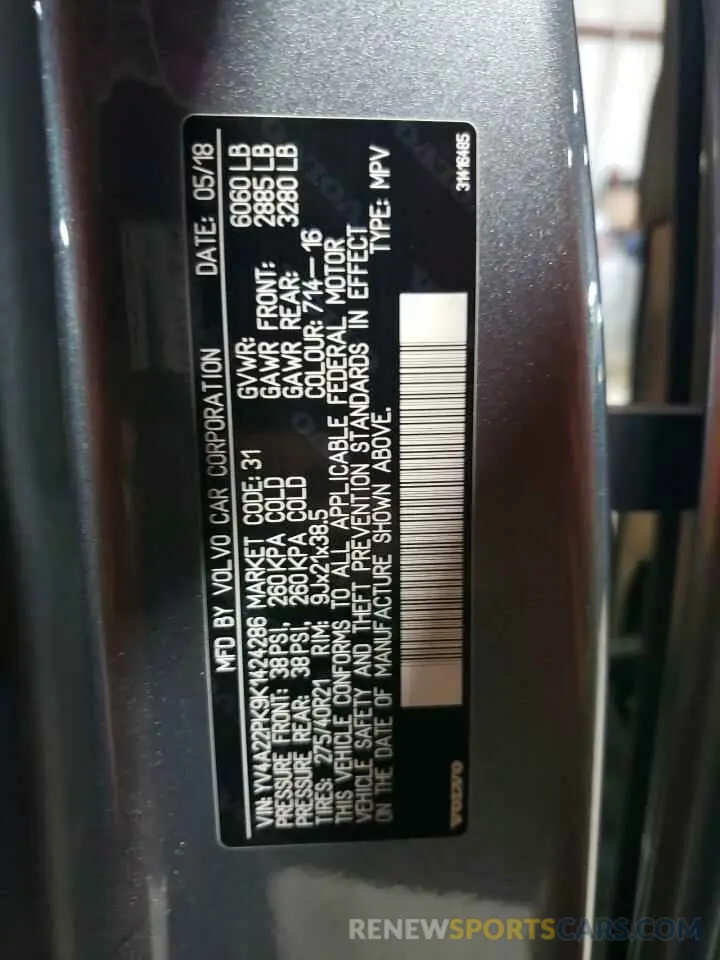 MFD BY VOLVO CAR CORPORATION DATE: 05/18
VIN: YV4A22PK9K1424286 MARKET CODE: 31 GVWR: 6060 LB
PRESSURE FRONT: 38PSI, 260KPA COLD GAWR FRONT: 2885 LB
PRESSURE REAR: 38PSI, 260KPA COLD GAWR REAR: 3280 LB
TIRES: 275/40R21 RIM: 9Jx21x38.5 COLOUR: 714—16
THIS VEHICLE CONFORMS TO ALL APPLICABLE FEDERAL MOTOR
VEHICLE SAFETY AND THEFT PREVENTION STANDARDS IN EFFECT
ON THE DATE OF MANUFACTURE SHOWN ABOVE. TYPE: MPV
VOLVO 31416485
RENEWSPORTSCARS.COM